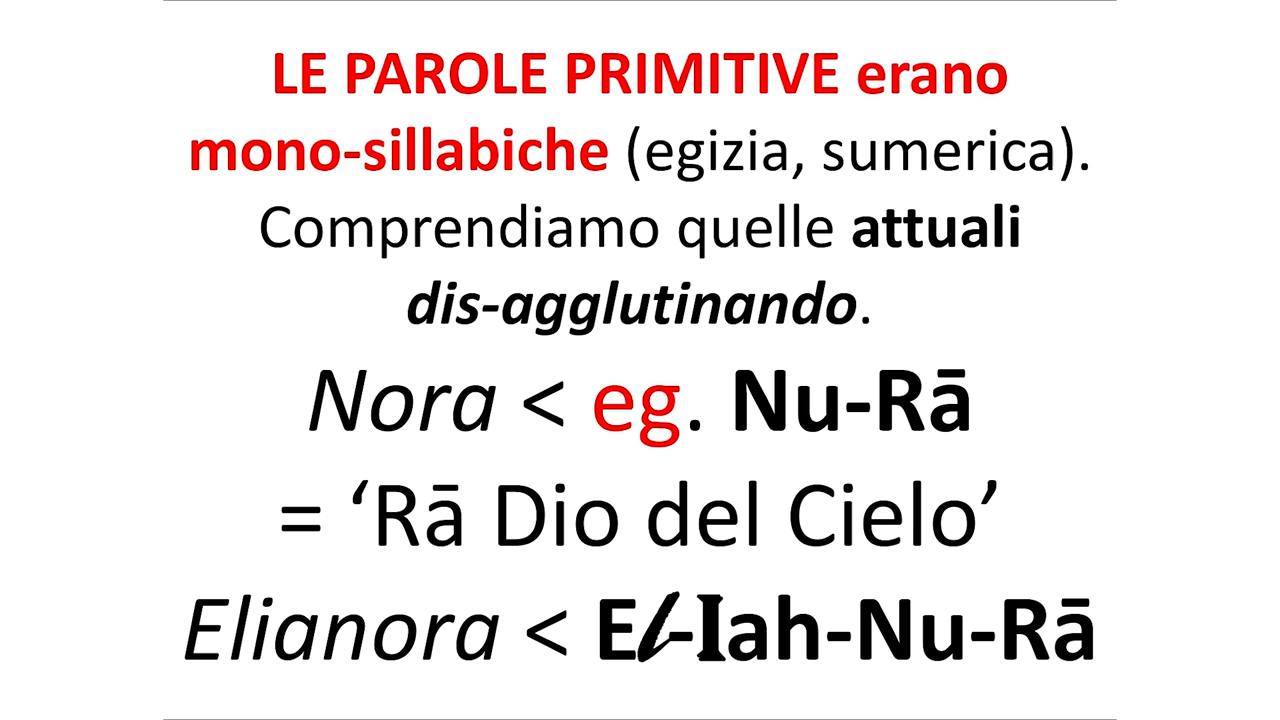 LE PAROLE PRIMITIVE erano
mono-sillabiche (egizia, sumerica).
Comprendiamo quelle attuali
dis-agglutinando.
Nora < eg. Nu-Rā
= ‘Rā Dio del Cielo’
Elianora < El-Iah-Nu-Rā